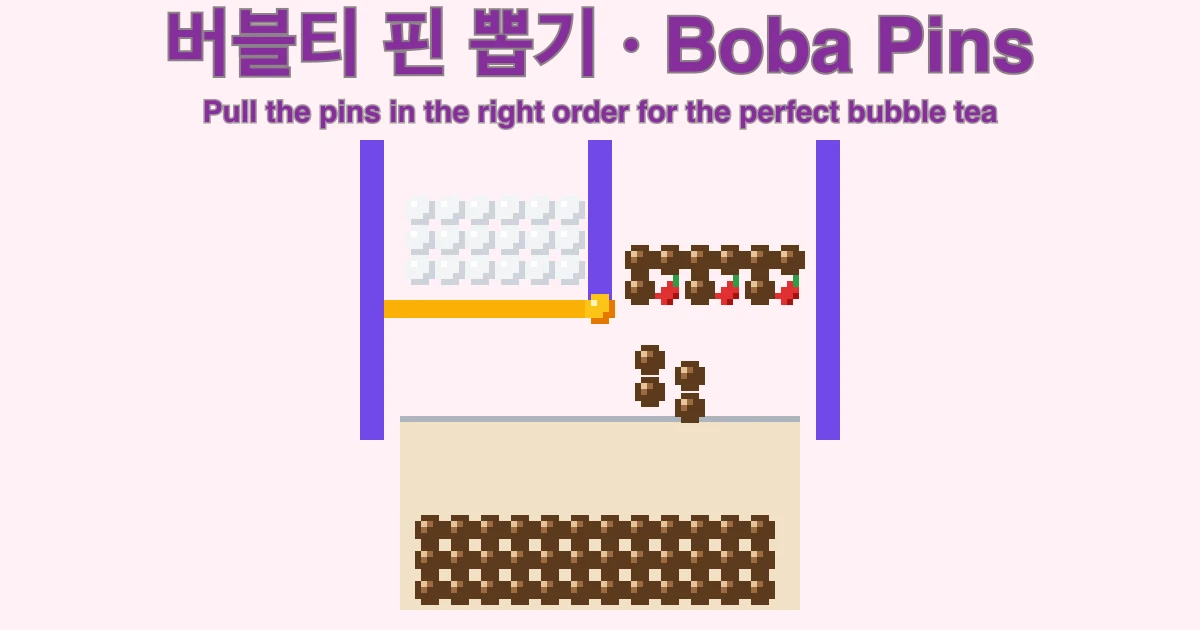 버블티 핀 뽑기 · Boba Pins
Pull the pins in the right order for the perfect bubble tea